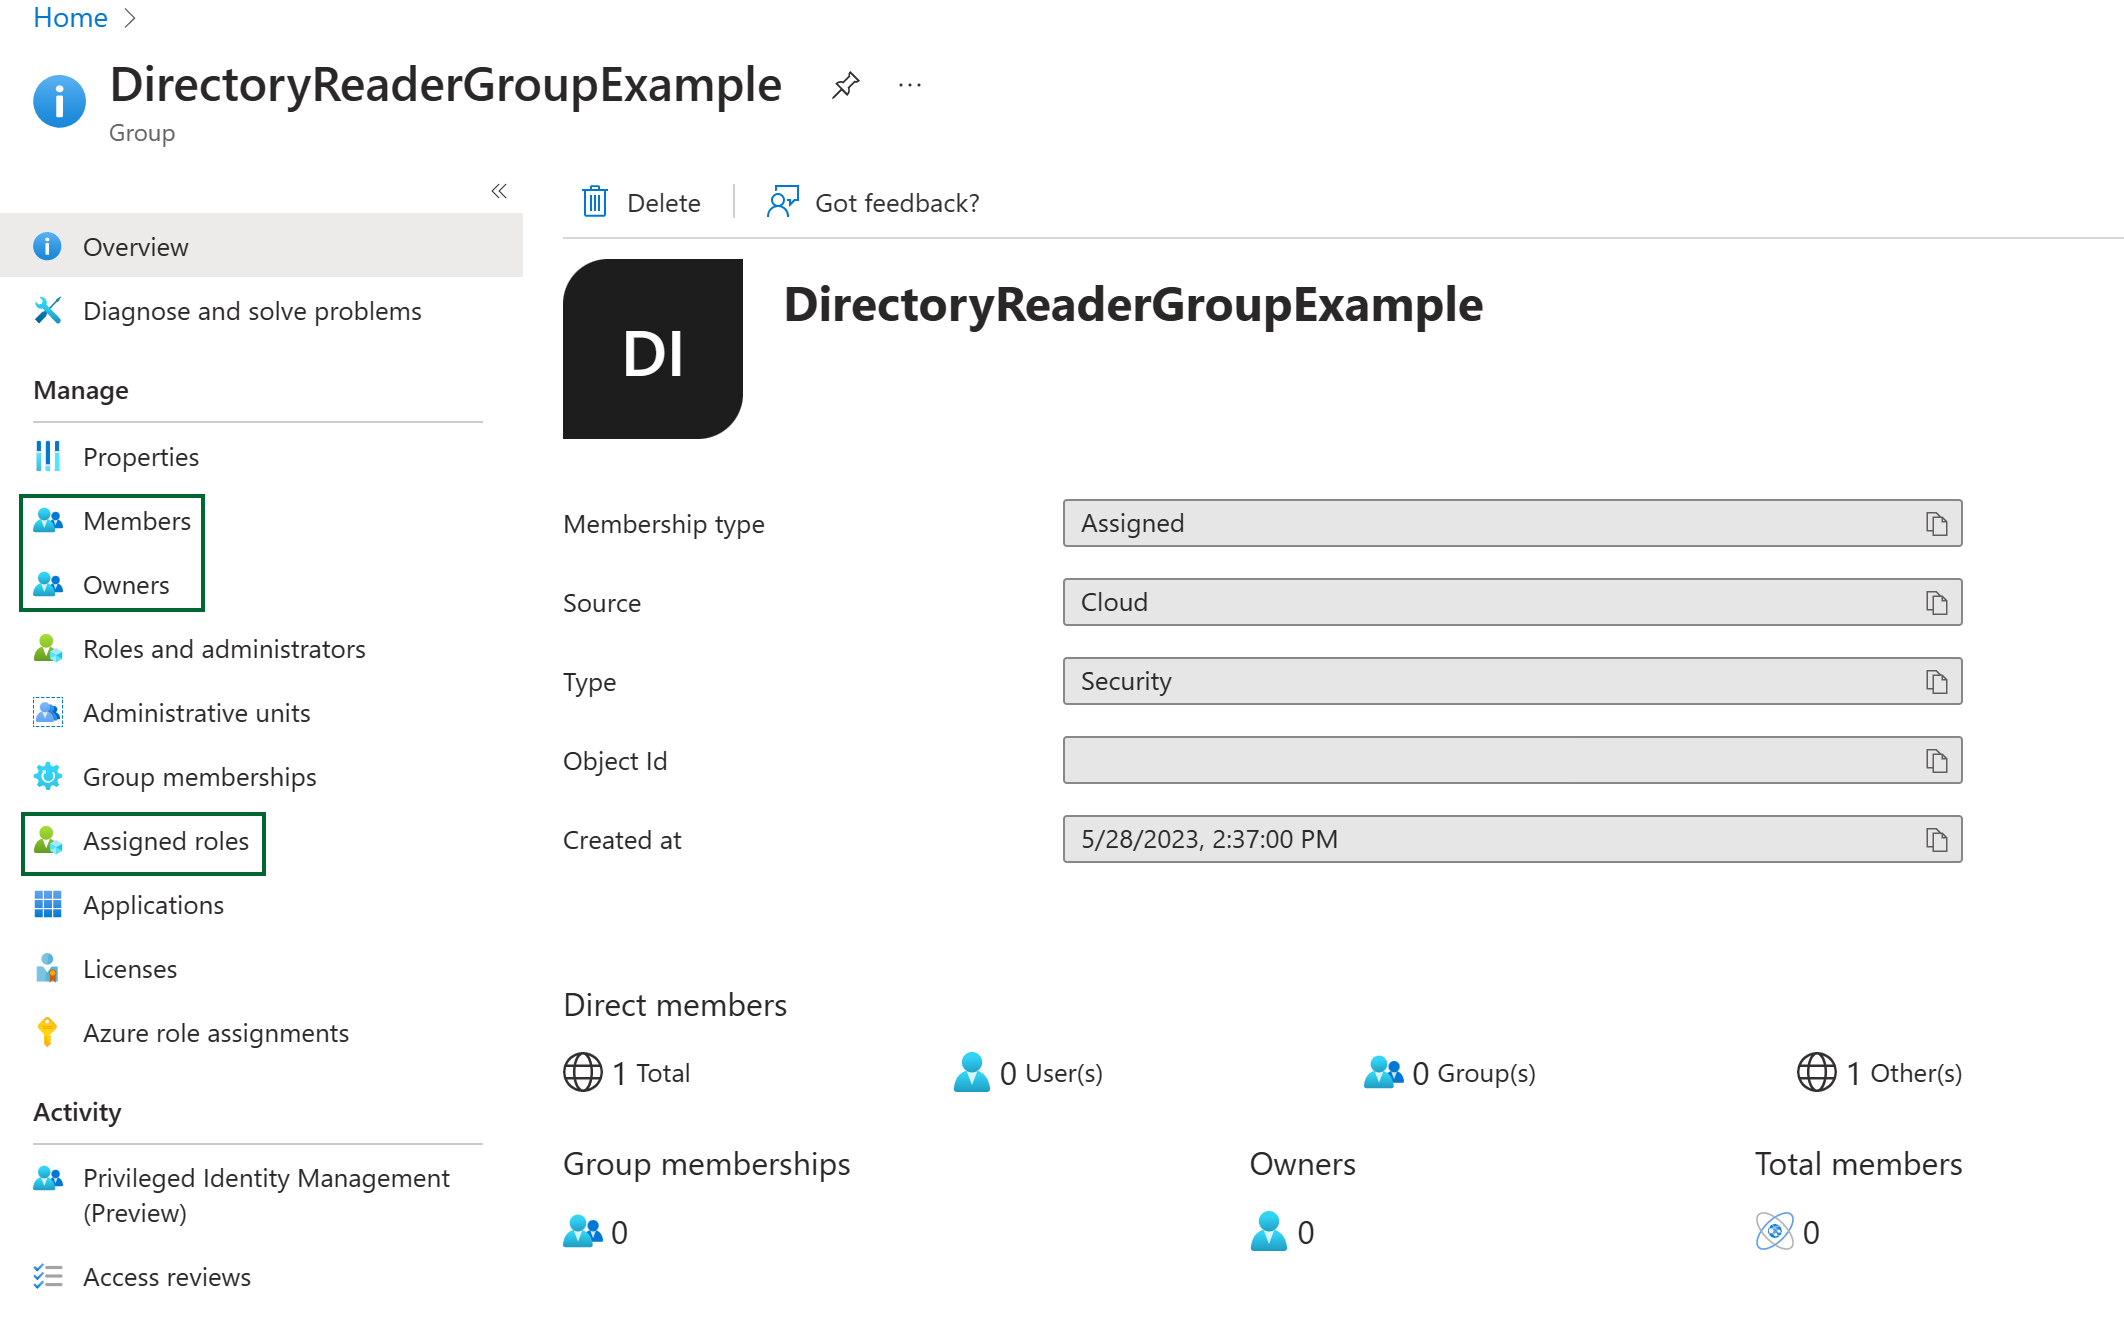 Home
DirectoryReaderGroupExample
Group
Overview
Diagnose and solve problems
Manage
Properties
Members
Owners
Roles and administrators
Administrative units
Group memberships
Assigned roles
Applications
Licenses
Azure role assignments
Activity
Privileged Identity Management
(Preview)
Access reviews
Delete
Got feedback?
DI
DirectoryReaderGroupExample
Membership type Assigned
Source Cloud
Type Security
Object Id
Created at 5/28/2023, 2:37:00 PM
Direct members
1 Total 0 User(s) 0 Group(s) 1 Other(s)
Group memberships Owners Total members
0 0 0